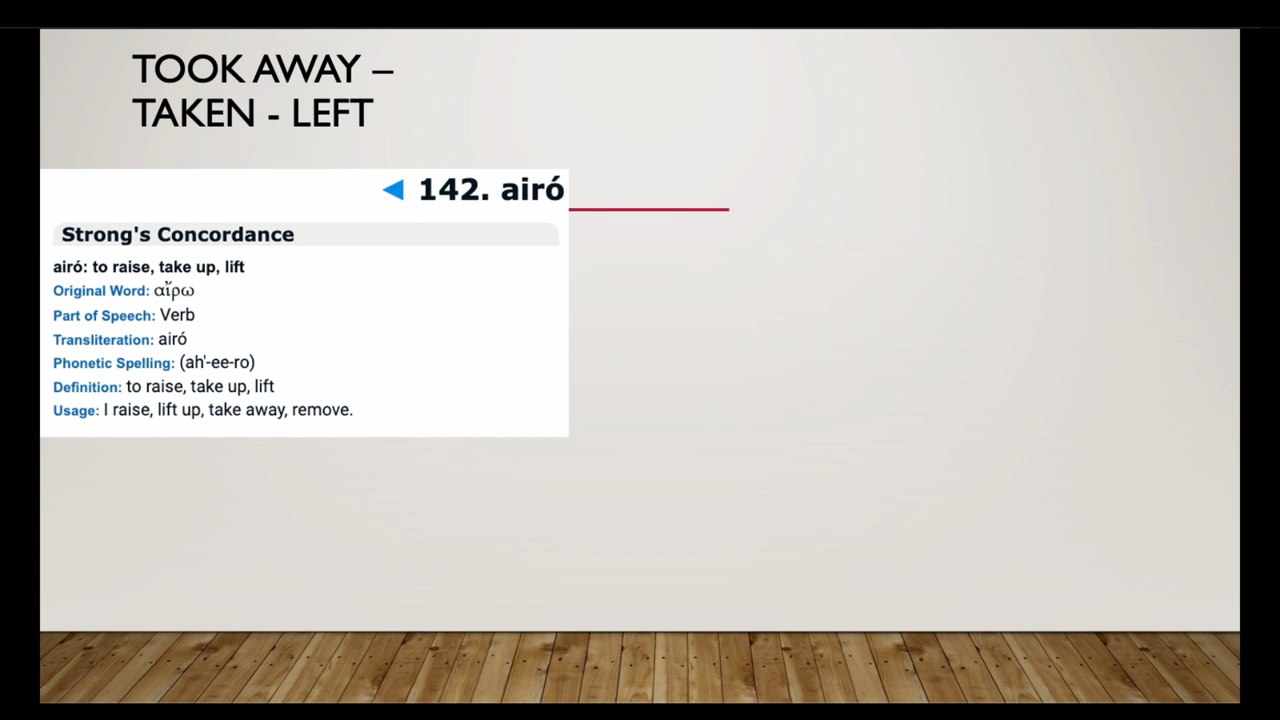 TOOK AWAY –
TAKEN - LEFT
142. airó
Strong's Concordance
airó: to raise, take up, lift
Original Word: αἴρω
Part of Speech: Verb
Transliteration: airó
Phonetic Spelling: (ah'-ee-ro)
Definition: to raise, take up, lift
Usage: I raise, lift up, take away, remove.